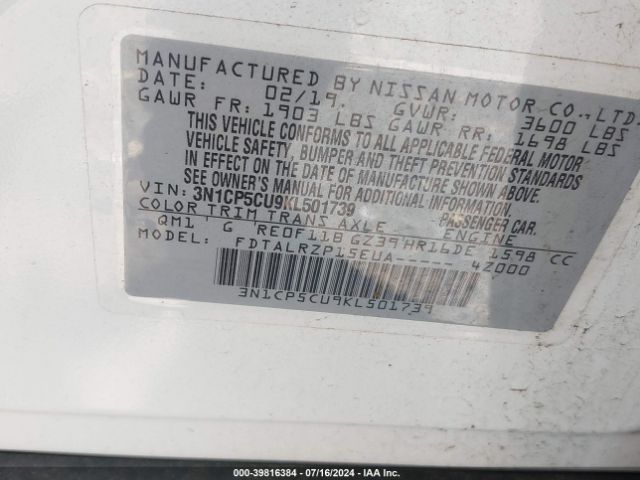 MANUFACTURED BY NISSAN MOTOR CO., LTD.
DATE: 02/19. GVWR: 3600 LBS
GAWR FR: 1903 LBS GAWR RR: 1698 LBS
THIS VEHICLE CONFORMS TO ALL APPLICABLE FEDERAL MOTOR
VEHICLE SAFETY, BUMPER AND THEFT PREVENTION STANDARDS
IN EFFECT ON THE DATE OF MANUFACTURE SHOWN ABOVE.
SEE OWNER'S MANUAL FOR ADDITIONAL INFORMATION.
VIN: 3N1CP5CU9KL501739 PASSENGER CAR.
COLOR TRIM TRANS AXLE ENGINE
QM1 G RE0F11B GZ39 HR16DE 1598 CC
MODEL: FDTALRZP15EUA----- 4Z000
3N1CP5CU9KL501739
000-39816384 | 07/16/2024 | IAA Inc.